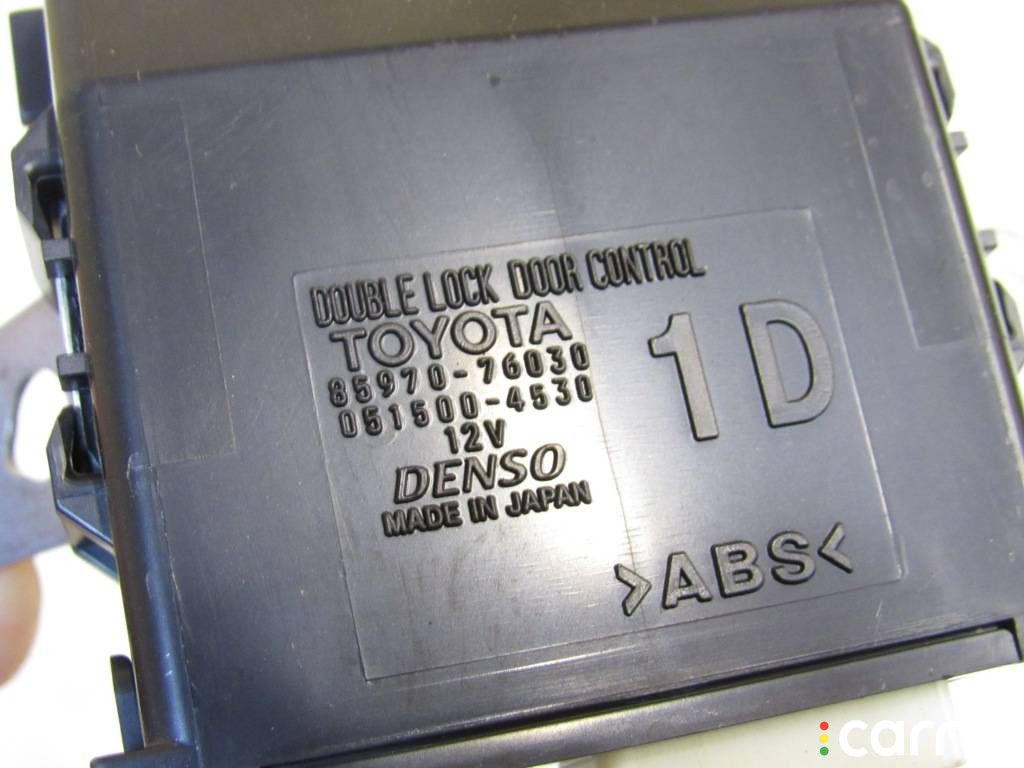 DOUBLE LOCK DOOR CONTROL
TOYOTA
85970-76030
051500-4530
12V
DENSO
MADE IN JAPAN
1D
>ABS<